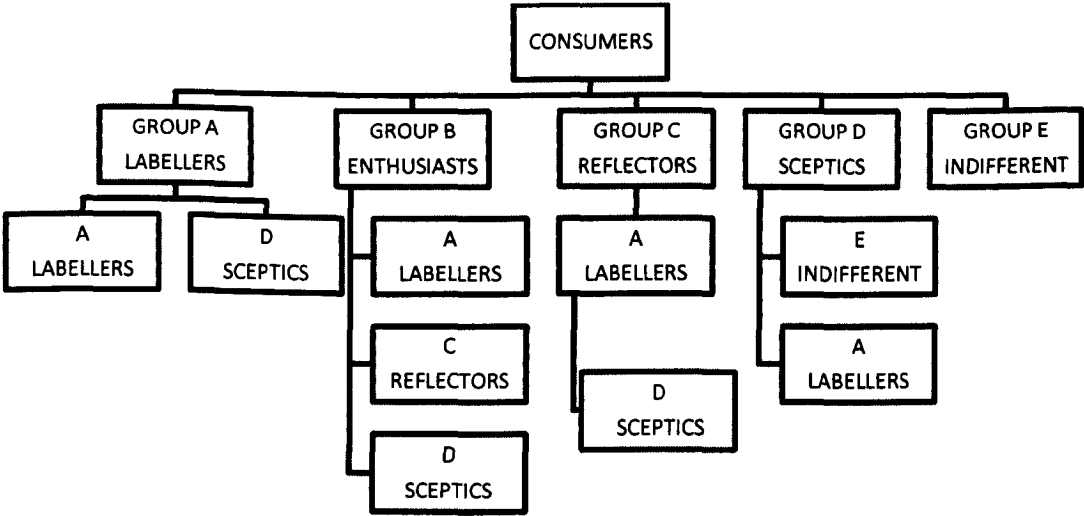 CONSUMERS
GROUP A
LABELLERS
GROUP B
ENTHUSIASTS
GROUP C
REFLECTORS
GROUP D
SCEPTICS
GROUP E
INDIFFERENT
A
LABELLERS
D
SCEPTICS
A
LABELLERS
C
REFLECTORS
D
SCEPTICS
A
LABELLERS
D
SCEPTICS
E
INDIFFERENT
A
LABELLERS